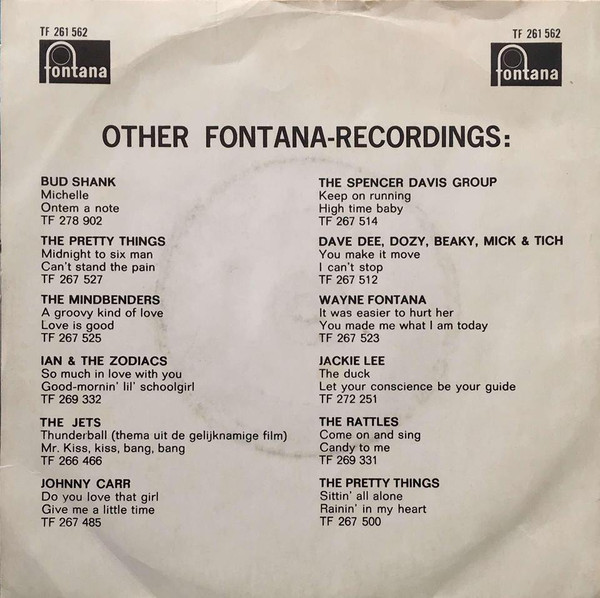 TF 261 562
fontana
TF 261 562
fontana
OTHER FONTANA-RECORDINGS:
BUD SHANK
Michelle
Ontem a note
TF 278 902
THE PRETTY THINGS
Midnight to six man
Can't stand the pain
TF 267 527
THE MINDBENDERS
A groovy kind of love
Love is good
TF 267 525
IAN & THE ZODIACS
So much in love with you
Good-mornin' lil' schoolgirl
TF 269 332
THE JETS
Thunderball (thema uit de gelijknamige film)
Mr. Kiss, kiss, bang, bang
TF 266 466
JOHNNY CARR
Do you love that girl
Give me a little time
TF 267 485
THE SPENCER DAVIS GROUP
Keep on running
High time baby
TF 267 514
DAVE DEE, DOZY, BEAKY, MICK & TICH
You make it move
I can't stop
TF 267 512
WAYNE FONTANA
It was easier to hurt her
You made me what I am today
TF 267 523
JACKIE LEE
The duck
Let your conscience be your guide
TF 272 251
THE RATTLES
Come on and sing
Candy to me
TF 269 331
THE PRETTY THINGS
Sittin' all alone
Rainin' in my heart
TF 267 500